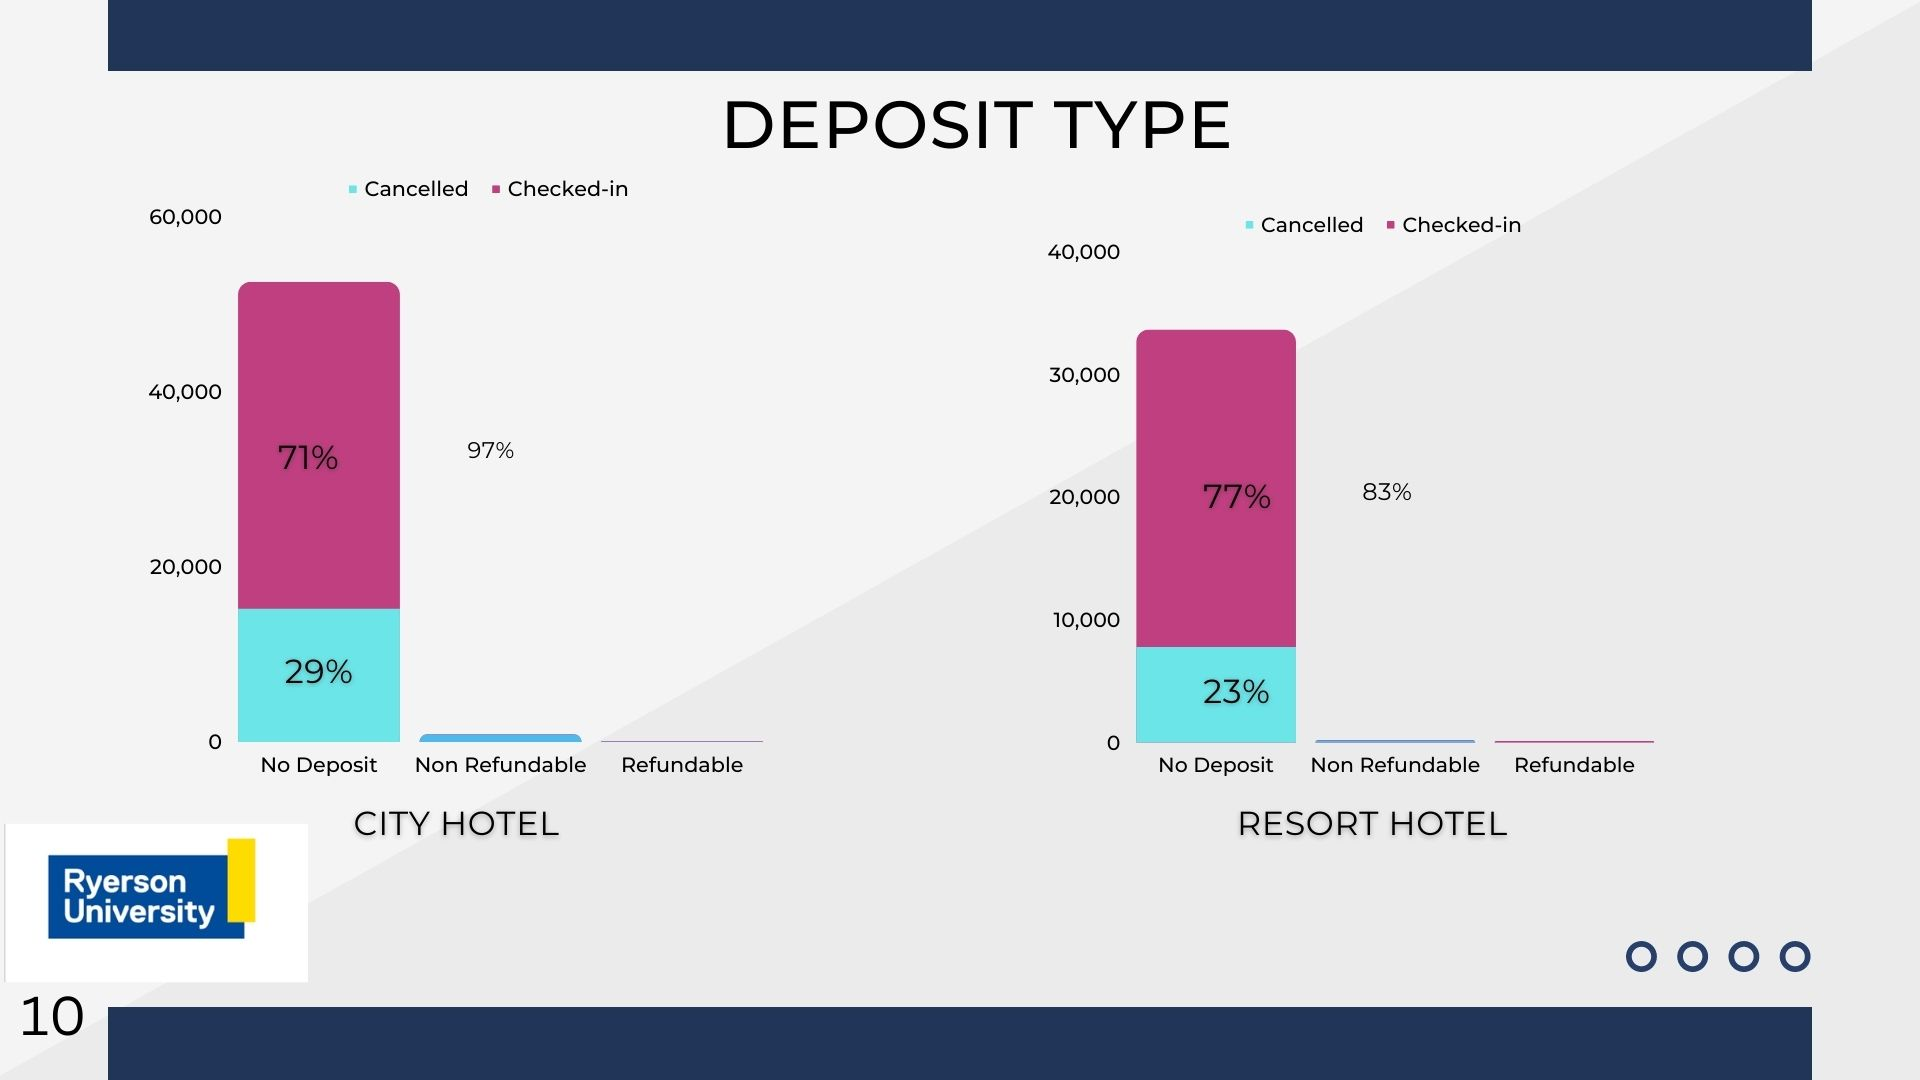 DEPOSIT TYPE
Cancelled Checked-in
60,000
40,000
20,000
0
71%
29%
97%
No Deposit Non Refundable Refundable
CITY HOTEL
Cancelled Checked-in
40,000
30,000
20,000
10,000
0
77%
23%
83%
No Deposit Non Refundable Refundable
RESORT HOTEL
Ryerson
University
10